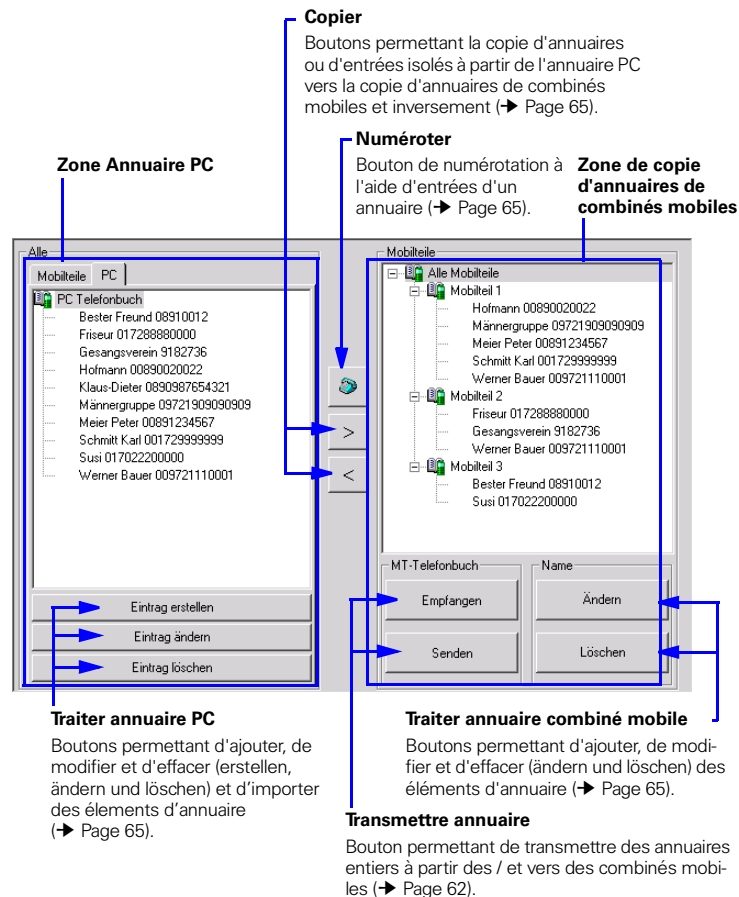 Copier
Boutons permettant la copie d'annuaires
ou d'entrées isolés à partir de l'annuaire PC
vers la copie d'annuaires de combinés
mobiles et inversement (➔ Page 65).
Numéroter
Bouton de numérotation à
l'aide d'entrées d'un
annuaire (➔ Page 65).
Zone Annuaire PC
Zone de copie
d'annuaires de
combinés mobiles
Alle
Mobilteile PC
PC Telefonbuch
Bester Freund 08910012
Friseur 017288880000
Gesangsverein 9182736
Hofmann 00890020022
Klaus-Dieter 0890987654321
Männergruppe 09721909090909
Meier Peter 00891234567
Schmitt Karl 001729999999
Susi 017022200000
Werner Bauer 009721110001
Eintrag erstellen
Eintrag ändern
Eintrag löschen
>
<
Mobilteile
Alle Mobilteile
Mobilteil 1
Hofmann 00890020022
Männergruppe 09721909090909
Meier Peter 00891234567
Schmitt Karl 001729999999
Werner Bauer 009721110001
Mobilteil 2
Friseur 017288880000
Gesangsverein 9182736
Werner Bauer 009721110001
Mobilteil 3
Bester Freund 08910012
Susi 017022200000
MT-Telefonbuch
Empfangen
Senden
Name
Ändern
Löschen
Traiter annuaire PC
Boutons permettant d'ajouter, de
modifier et d'effacer (erstellen,
ändern und löschen) et d’importer
des élements d’annuaire
(➔ Page 65).
Traiter annuaire combiné mobile
Boutons permettant d'ajouter, de modi-
fier et d'effacer (ändern und löschen) des
éléments d'annuaire (➔ Page 65).
Transmettre annuaire
Bouton permettant de transmettre des annuaires
entiers à partir des / et vers des combinés mobi-
les (➔ Page 62).